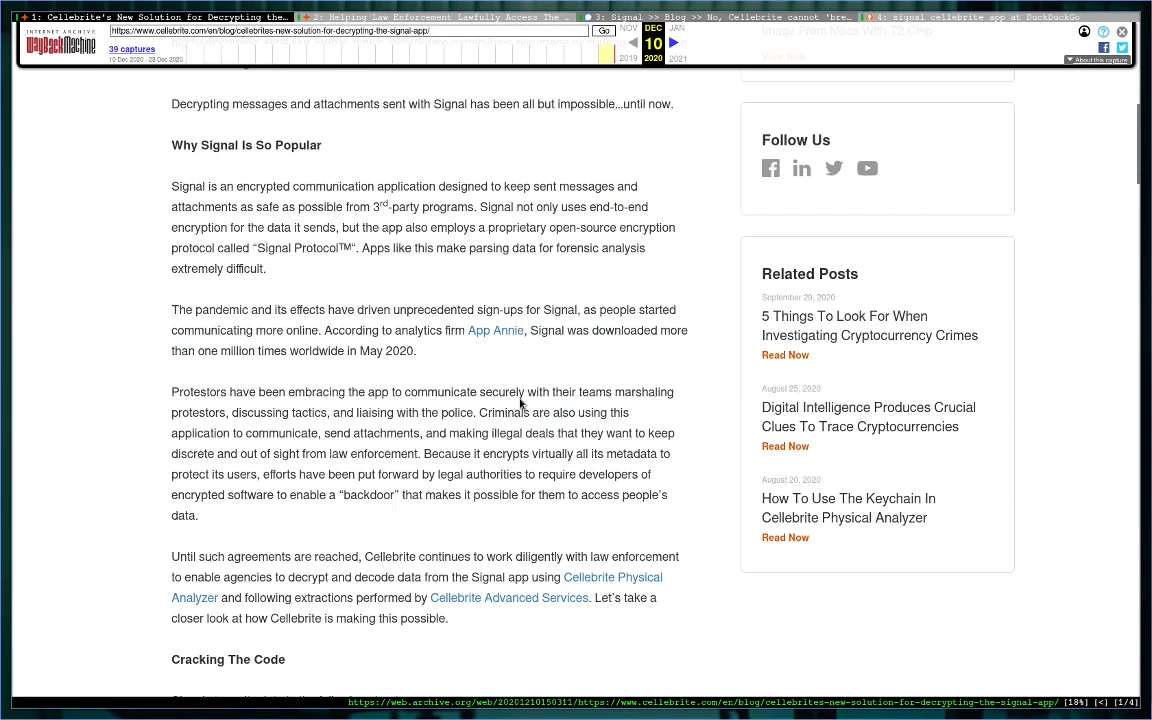 1: Cellebrite's New Solution for Decrypting the... 2: Helping Law Enforcement Lawfully Access The ... 3: Signal >> Blog >> No, Cellebrite cannot 'bre... 4: signal cellebrite app at DuckDuckGo
INTERNET ARCHIVE
WayBackMachine
https://www.cellebrite.com/en/blog/cellebrites-new-solution-for-decrypting-the-signal-app/
Go
NOV DEC JAN
39 captures
10
10 Dec 2020 - 23 Dec 2020
2019 2020 2021
About this capture
Image From Mscs With T2 Chip
Decrypting messages and attachments sent with Signal has been all but impossible…until now.
Why Signal Is So Popular
Signal is an encrypted communication application designed to keep sent messages and
attachments as safe as possible from 3rd-party programs. Signal not only uses end-to-end
encryption for the data it sends, but the app also employs a proprietary open-source encryption
protocol called “Signal Protocol™“. Apps like this make parsing data for forensic analysis
extremely difficult.
The pandemic and its effects have driven unprecedented sign-ups for Signal, as people started
communicating more online. According to analytics firm App Annie, Signal was downloaded more
than one million times worldwide in May 2020.
Protestors have been embracing the app to communicate securely with their teams marshaling
protestors, discussing tactics, and liaising with the police. Criminals are also using this
application to communicate, send attachments, and making illegal deals that they want to keep
discrete and out of sight from law enforcement. Because it encrypts virtually all its metadata to
protect its users, efforts have been put forward by legal authorities to require developers of
encrypted software to enable a “backdoor” that makes it possible for them to access people’s
data.
Until such agreements are reached, Cellebrite continues to work diligently with law enforcement
to enable agencies to decrypt and decode data from the Signal app using Cellebrite Physical
Analyzer and following extractions performed by Cellebrite Advanced Services. Let’s take a
closer look at how Cellebrite is making this possible.
Cracking The Code
Follow Us
Related Posts
September 29, 2020
5 Things To Look For When
Investigating Cryptocurrency Crimes
Read Now
August 25, 2020
Digital Intelligence Produces Crucial
Clues To Trace Cryptocurrencies
Read Now
August 20, 2020
How To Use The Keychain In
Cellebrite Physical Analyzer
Read Now
https://web.archive.org/web/20201210150311/https://www.cellebrite.com/en/blog/cellebrites-new-solution-for-decrypting-the-signal-app/ [18%] [<] [1/4]